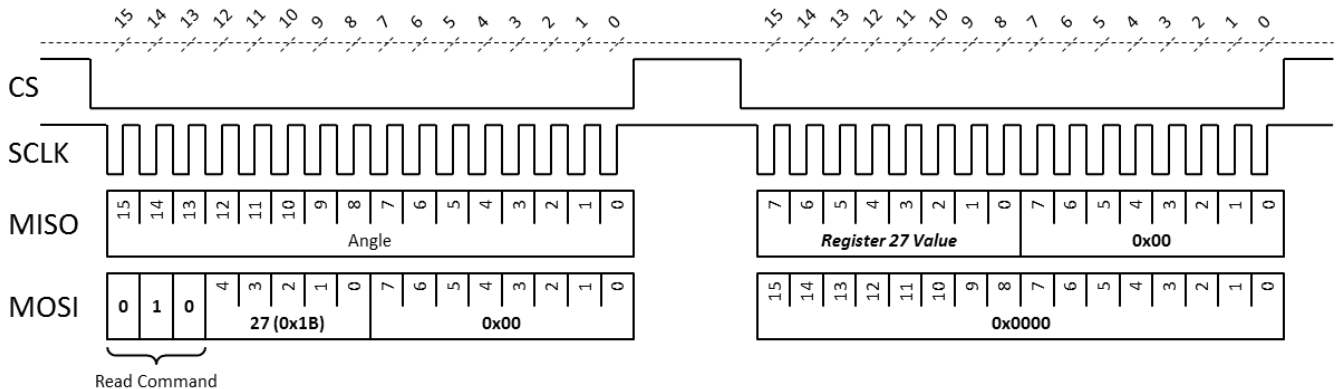 15 14 13 12 11 10 9 8 7 6 5 4 3 2 1 0 15 14 13 12 11 10 9 8 7 6 5 4 3 2 1 0
CS
SCLK
MISO 15 14 13 12 11 10 9 8 7 6 5 4 3 2 1 0 7 6 5 4 3 2 1 0 7 6 5 4 3 2 1 0
Angle Register 27 Value 0x00
MOSI 0 1 0 4 3 2 1 0 7 6 5 4 3 2 1 0 15 14 13 12 11 10 9 8 7 6 5 4 3 2 1 0
27 (0x1B) 0x00 0x0000
Read Command